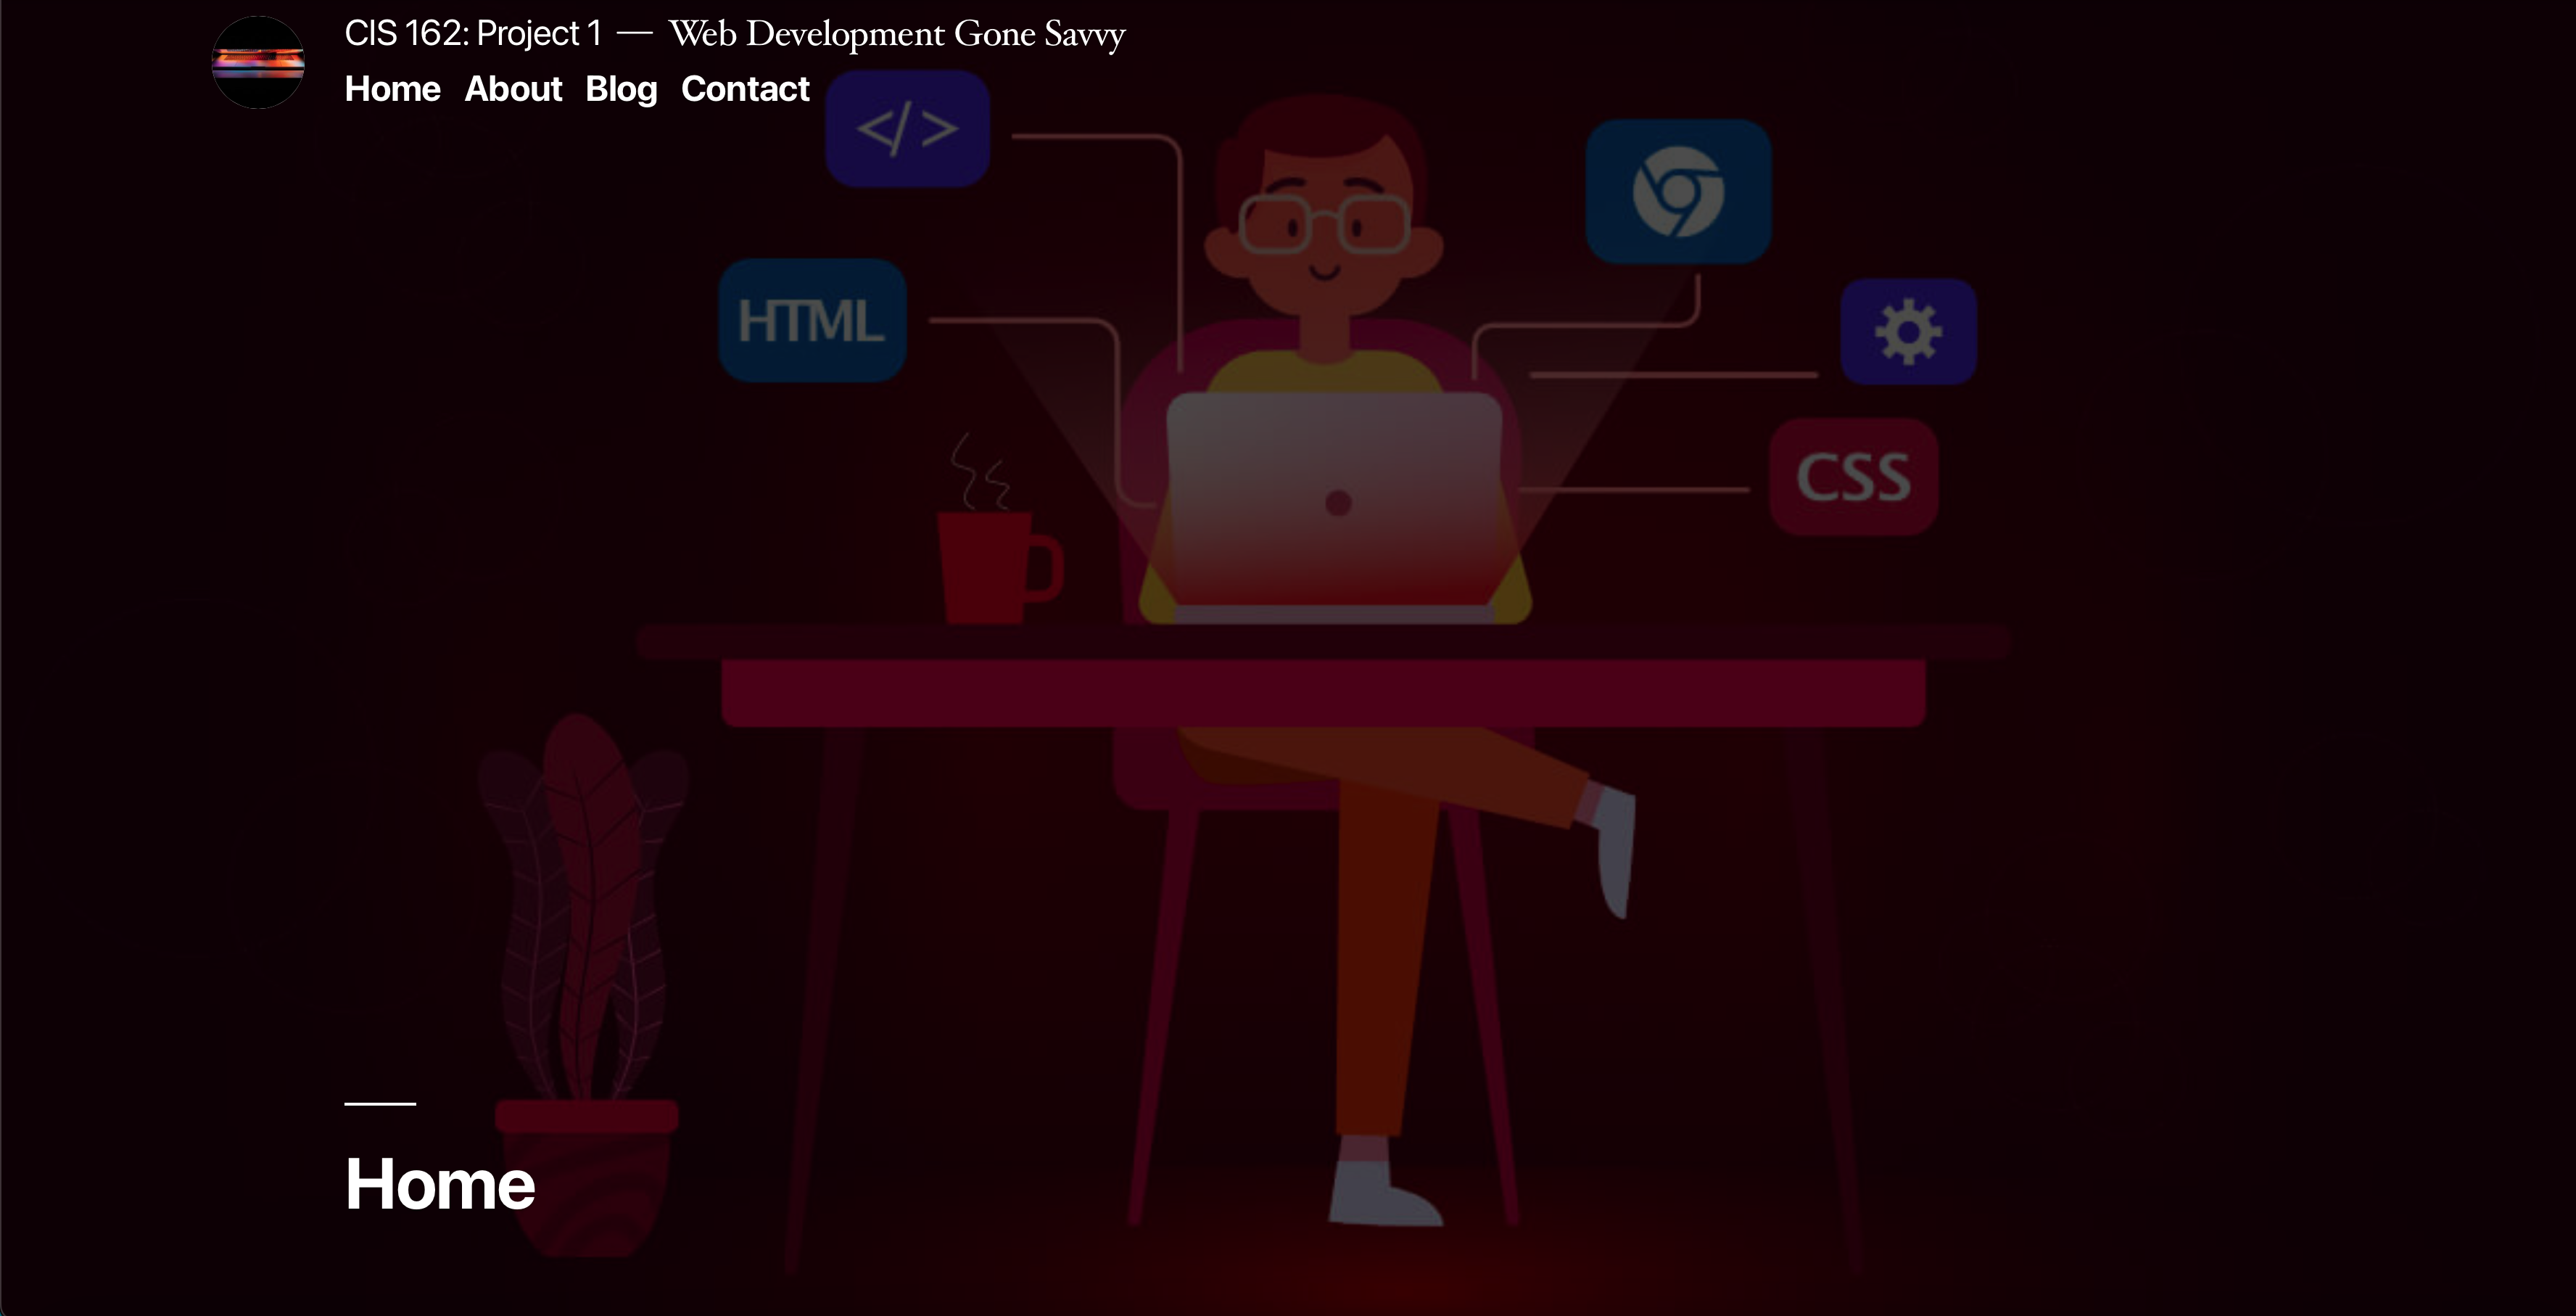 CIS 162: Project 1 — Web Development Gone Savvy
Home About Blog Contact
</>
HTML
CSS
Home